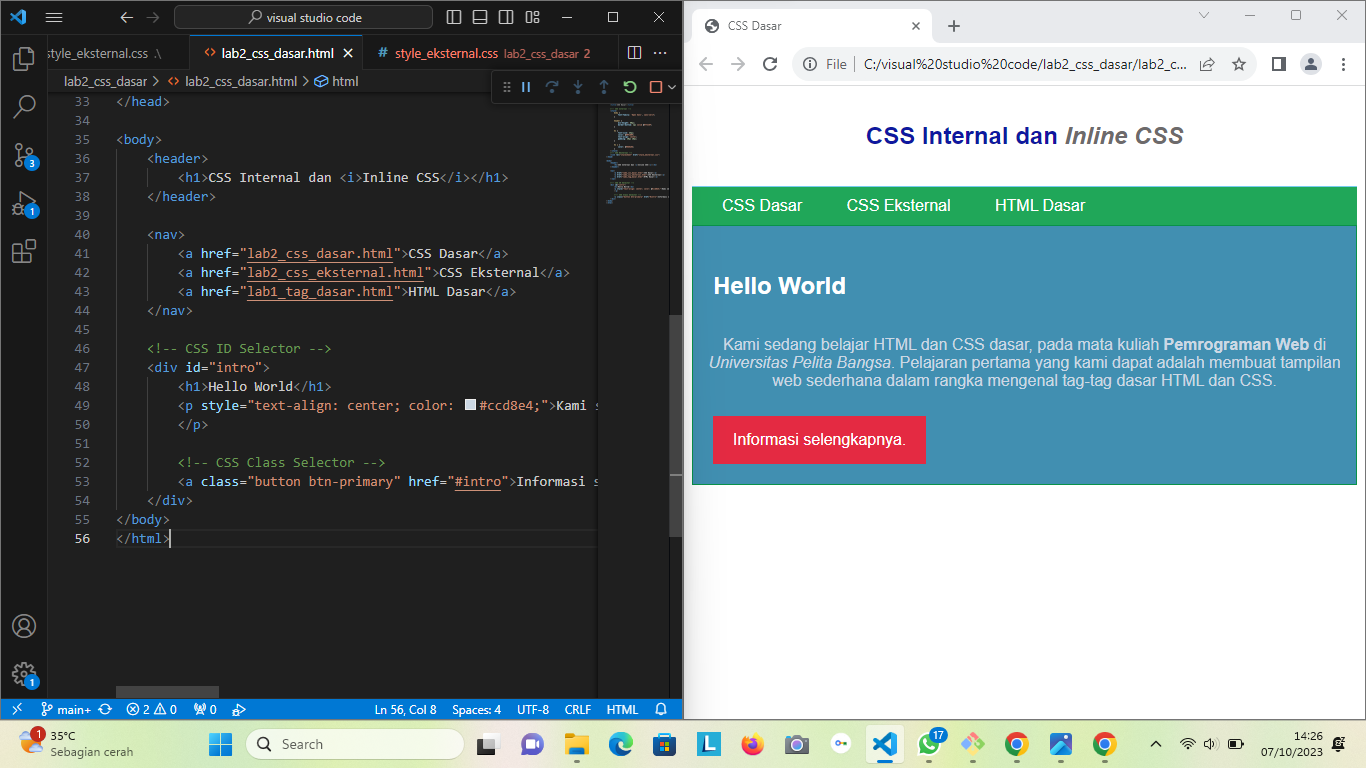 visual studio code
style_eksternal.css .\
lab2_css_dasar.html
# style_eksternal.css lab2_css_dasar 2
lab2_css_dasar > lab2_css_dasar.html > html
33 </head>
34
35 <body>
36 <header>
37 <h1>CSS Internal dan <i>Inline CSS</i></h1>
38 </header>
39
40 <nav>
41 <a href="lab2_css_dasar.html">CSS Dasar</a>
42 <a href="lab2_css_eksternal.html">CSS Eksternal</a>
43 <a href="lab1_tag_dasar.html">HTML Dasar</a>
44 </nav>
45
46 <!-- CSS ID Selector -->
47 <div id="intro">
48 <h1>Hello World</h1>
49 <p style="text-align: center; color: #ccd8e4;">Kami s
50 </p>
51
52 <!-- CSS Class Selector -->
53 <a class="button btn-primary" href="#intro">Informasi s
54 </div>
55 </body>
56 </html>
3
1
1
main+ 2 0 0 Ln 56, Col 8 Spaces: 4 UTF-8 CRLF HTML
CSS Dasar
File | C:/visual%20studio%20code/lab2_css_dasar/lab2_c...
CSS Internal dan Inline CSS
CSS Dasar CSS Eksternal HTML Dasar
Hello World
Kami sedang belajar HTML dan CSS dasar, pada mata kuliah Pemrograman Web di
Universitas Pelita Bangsa. Pelajaran pertama yang kami dapat adalah membuat tampilan
web sederhana dalam rangka mengenal tag-tag dasar HTML dan CSS.
Informasi selengkapnya.
1 35°C
Sebagian cerah
Search
L
17
14:26
07/10/2023